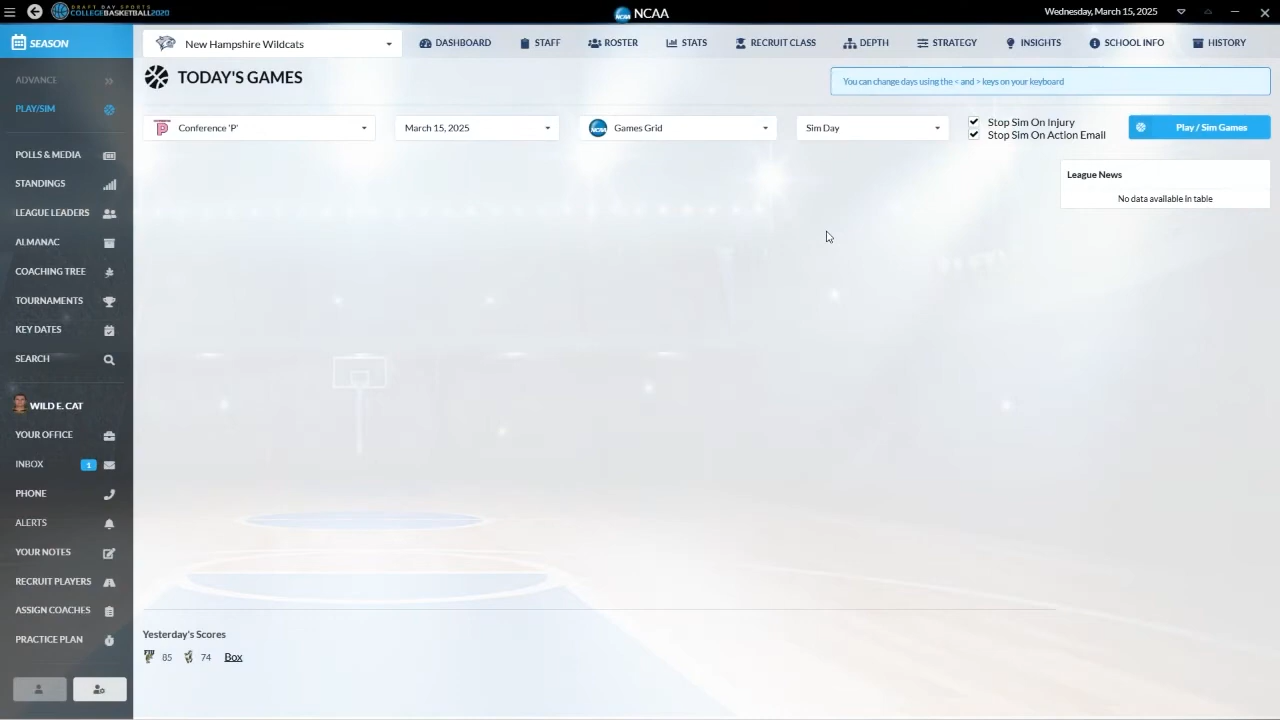 DRAFT DAY SPORTS
COLLEGE BASKETBALL 2020
NCAA
Wednesday, March 15, 2025
SEASON
New Hampshire Wildcats
DASHBOARD
STAFF
ROSTER
STATS
RECRUIT CLASS
DEPTH
STRATEGY
INSIGHTS
SCHOOL INFO
HISTORY
ADVANCE
PLAY/SIM
POLLS & MEDIA
STANDINGS
LEAGUE LEADERS
ALMANAC
COACHING TREE
TOURNAMENTS
KEY DATES
SEARCH
WILD E. CAT
YOUR OFFICE
INBOX 1
PHONE
ALERTS
YOUR NOTES
RECRUIT PLAYERS
ASSIGN COACHES
PRACTICE PLAN
TODAY'S GAMES
You can change days using the < and > keys on your keyboard
Conference 'P'
March 15, 2025
Games Grid
Sim Day
Stop Sim On Injury
Stop Sim On Action Email
Play / Sim Games
League News
No data available in table
Yesterday's Scores
85 74 Box